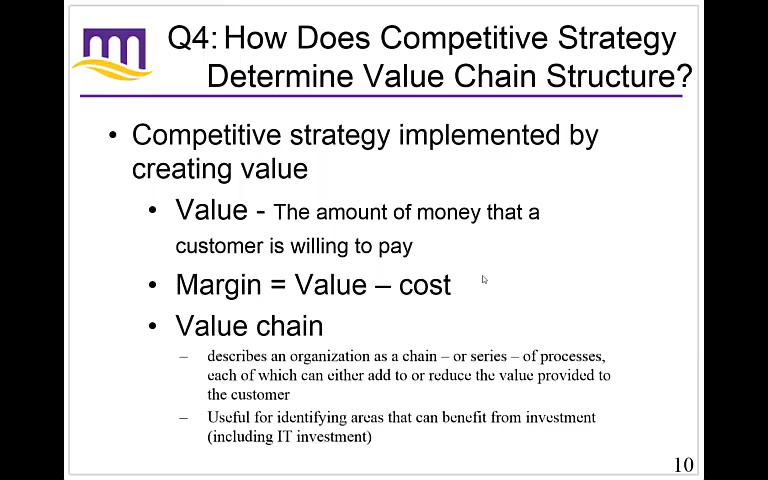 Q4: How Does Competitive Strategy
Determine Value Chain Structure?
• Competitive strategy implemented by
creating value
• Value - The amount of money that a
customer is willing to pay
• Margin = Value – cost
• Value chain
– describes an organization as a chain – or series – of processes,
each of which can either add to or reduce the value provided to
the customer
– Useful for identifying areas that can benefit from investment
(including IT investment)
10